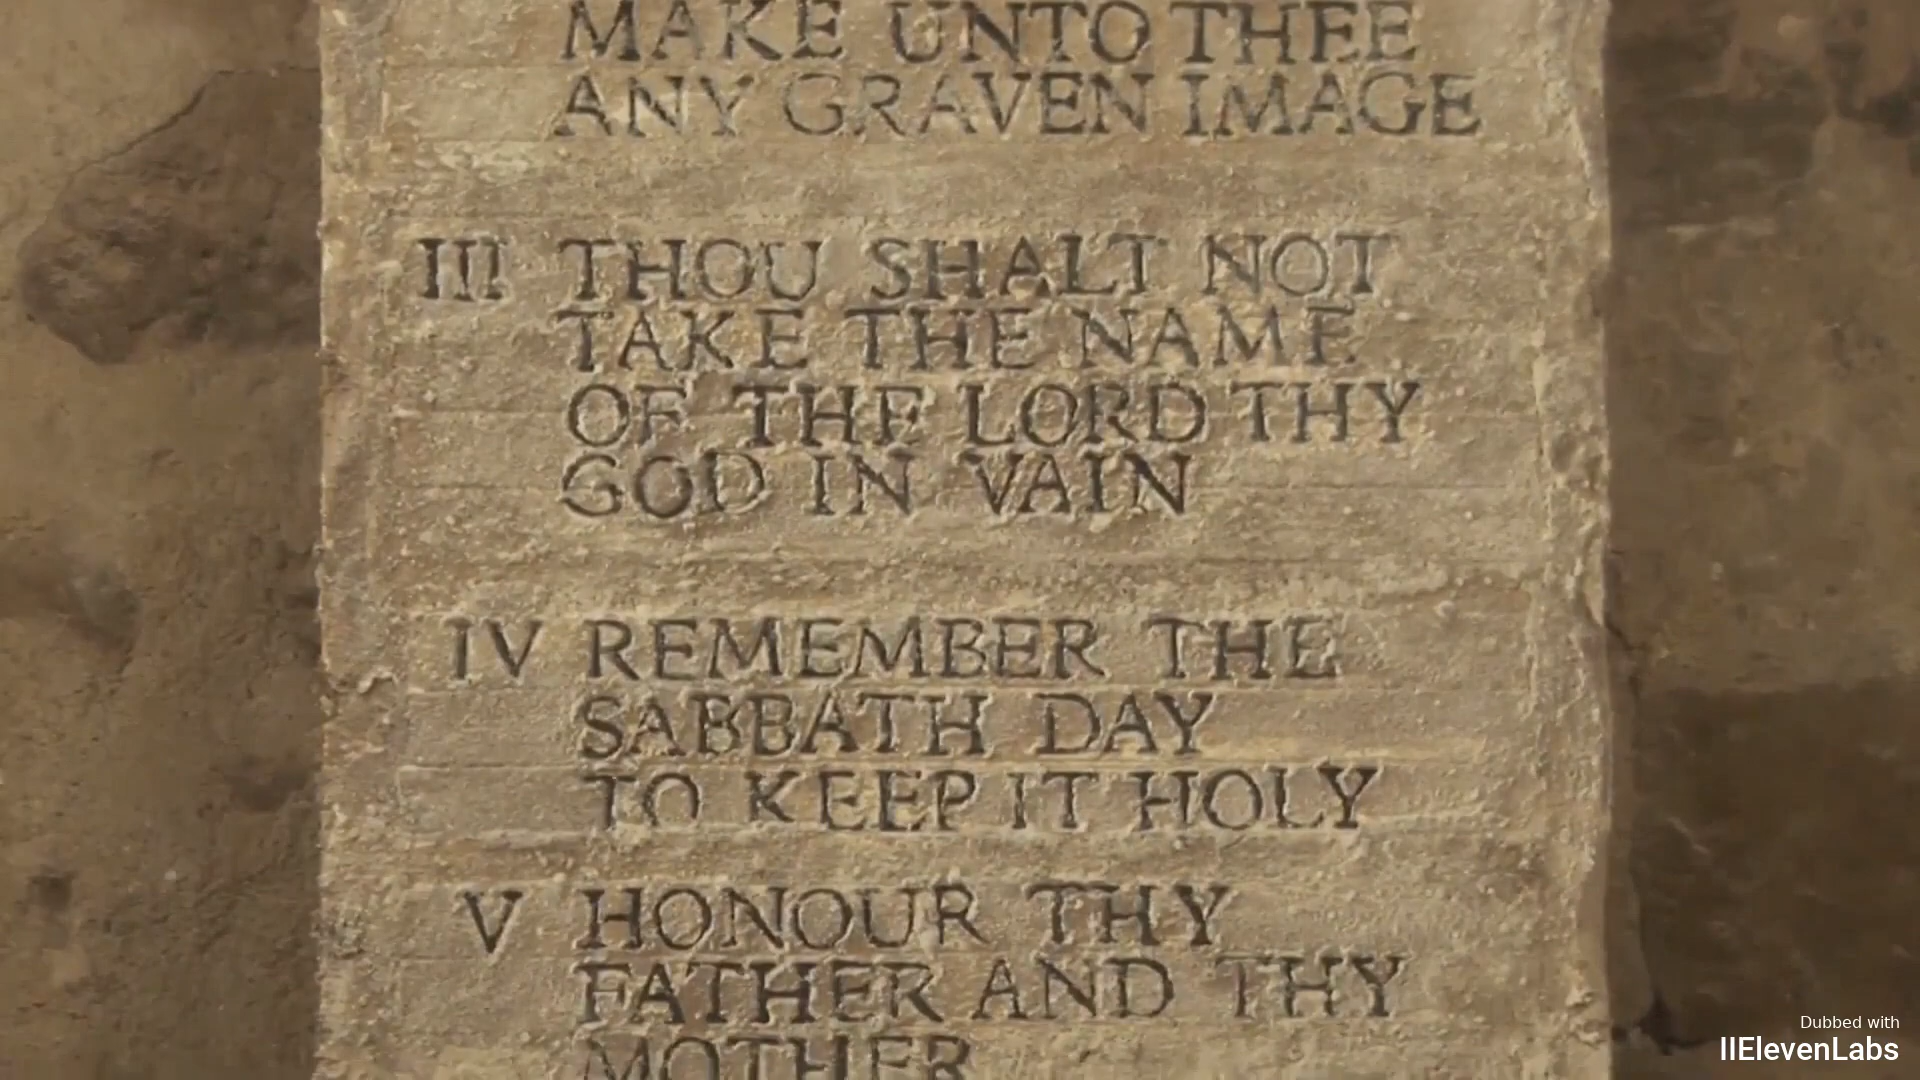 MAKE UNTO THEE
ANY GRAVEN IMAGE
III THOU SHALT NOT
TAKE THE NAME
OF THE LORD THY
GOD IN VAIN
IV REMEMBER THE
SABBATH DAY
TO KEEP IT HOLY
V HONOUR THY
FATHER AND THY
MOTHER
Dubbed with
IIElevenLabs